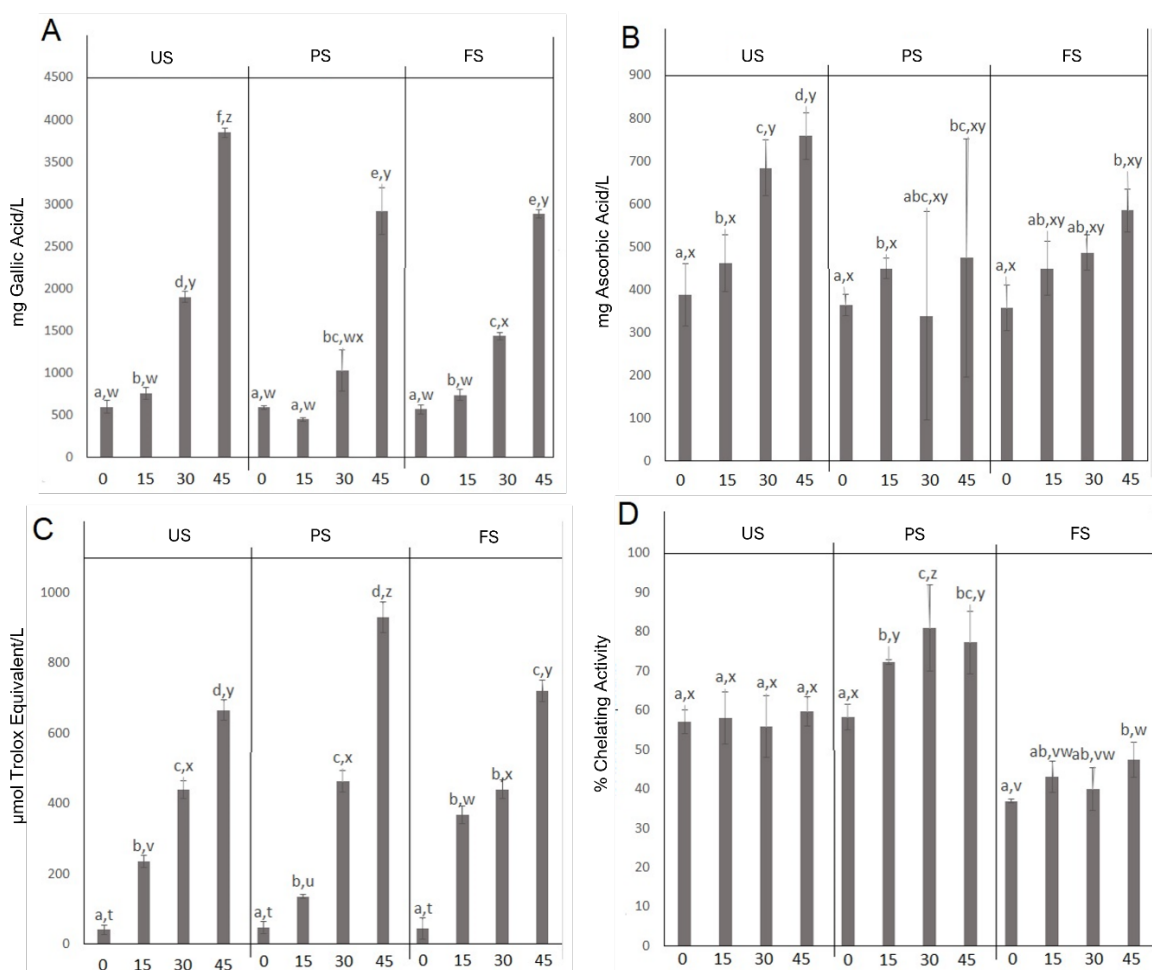 A
US PS FS
mg Gallic Acid/L
4500
4000
3500
3000
2500
2000
1500
1000
500
0
a,w b,w d,y f,z a,w a,w bc,wx e,y a,w b,w c,x e,y
0 15 30 45 0 15 30 45 0 15 30 45
B
US PS FS
mg Ascorbic Acid/L
900
800
700
600
500
400
300
200
100
0
a,x b,x c,y d,y a,x b,x abc,xy bc,xy a,x ab,xy ab,xy b,xy
0 15 30 45 0 15 30 45 0 15 30 45
C
US PS FS
µmol Trolox Equivalent/L
1000
800
600
400
200
0
a,t b,v c,x d,y a,t b,u c,x d,z a,t b,w b,x c,y
0 15 30 45 0 15 30 45 0 15 30 45
D
US PS FS
% Chelating Activity
100
90
80
70
60
50
40
30
20
10
0
a,x a,x a,x a,x a,x b,y c,z bc,y a,v ab,vw ab,vw b,w
0 15 30 45 0 15 30 45 0 15 30 45